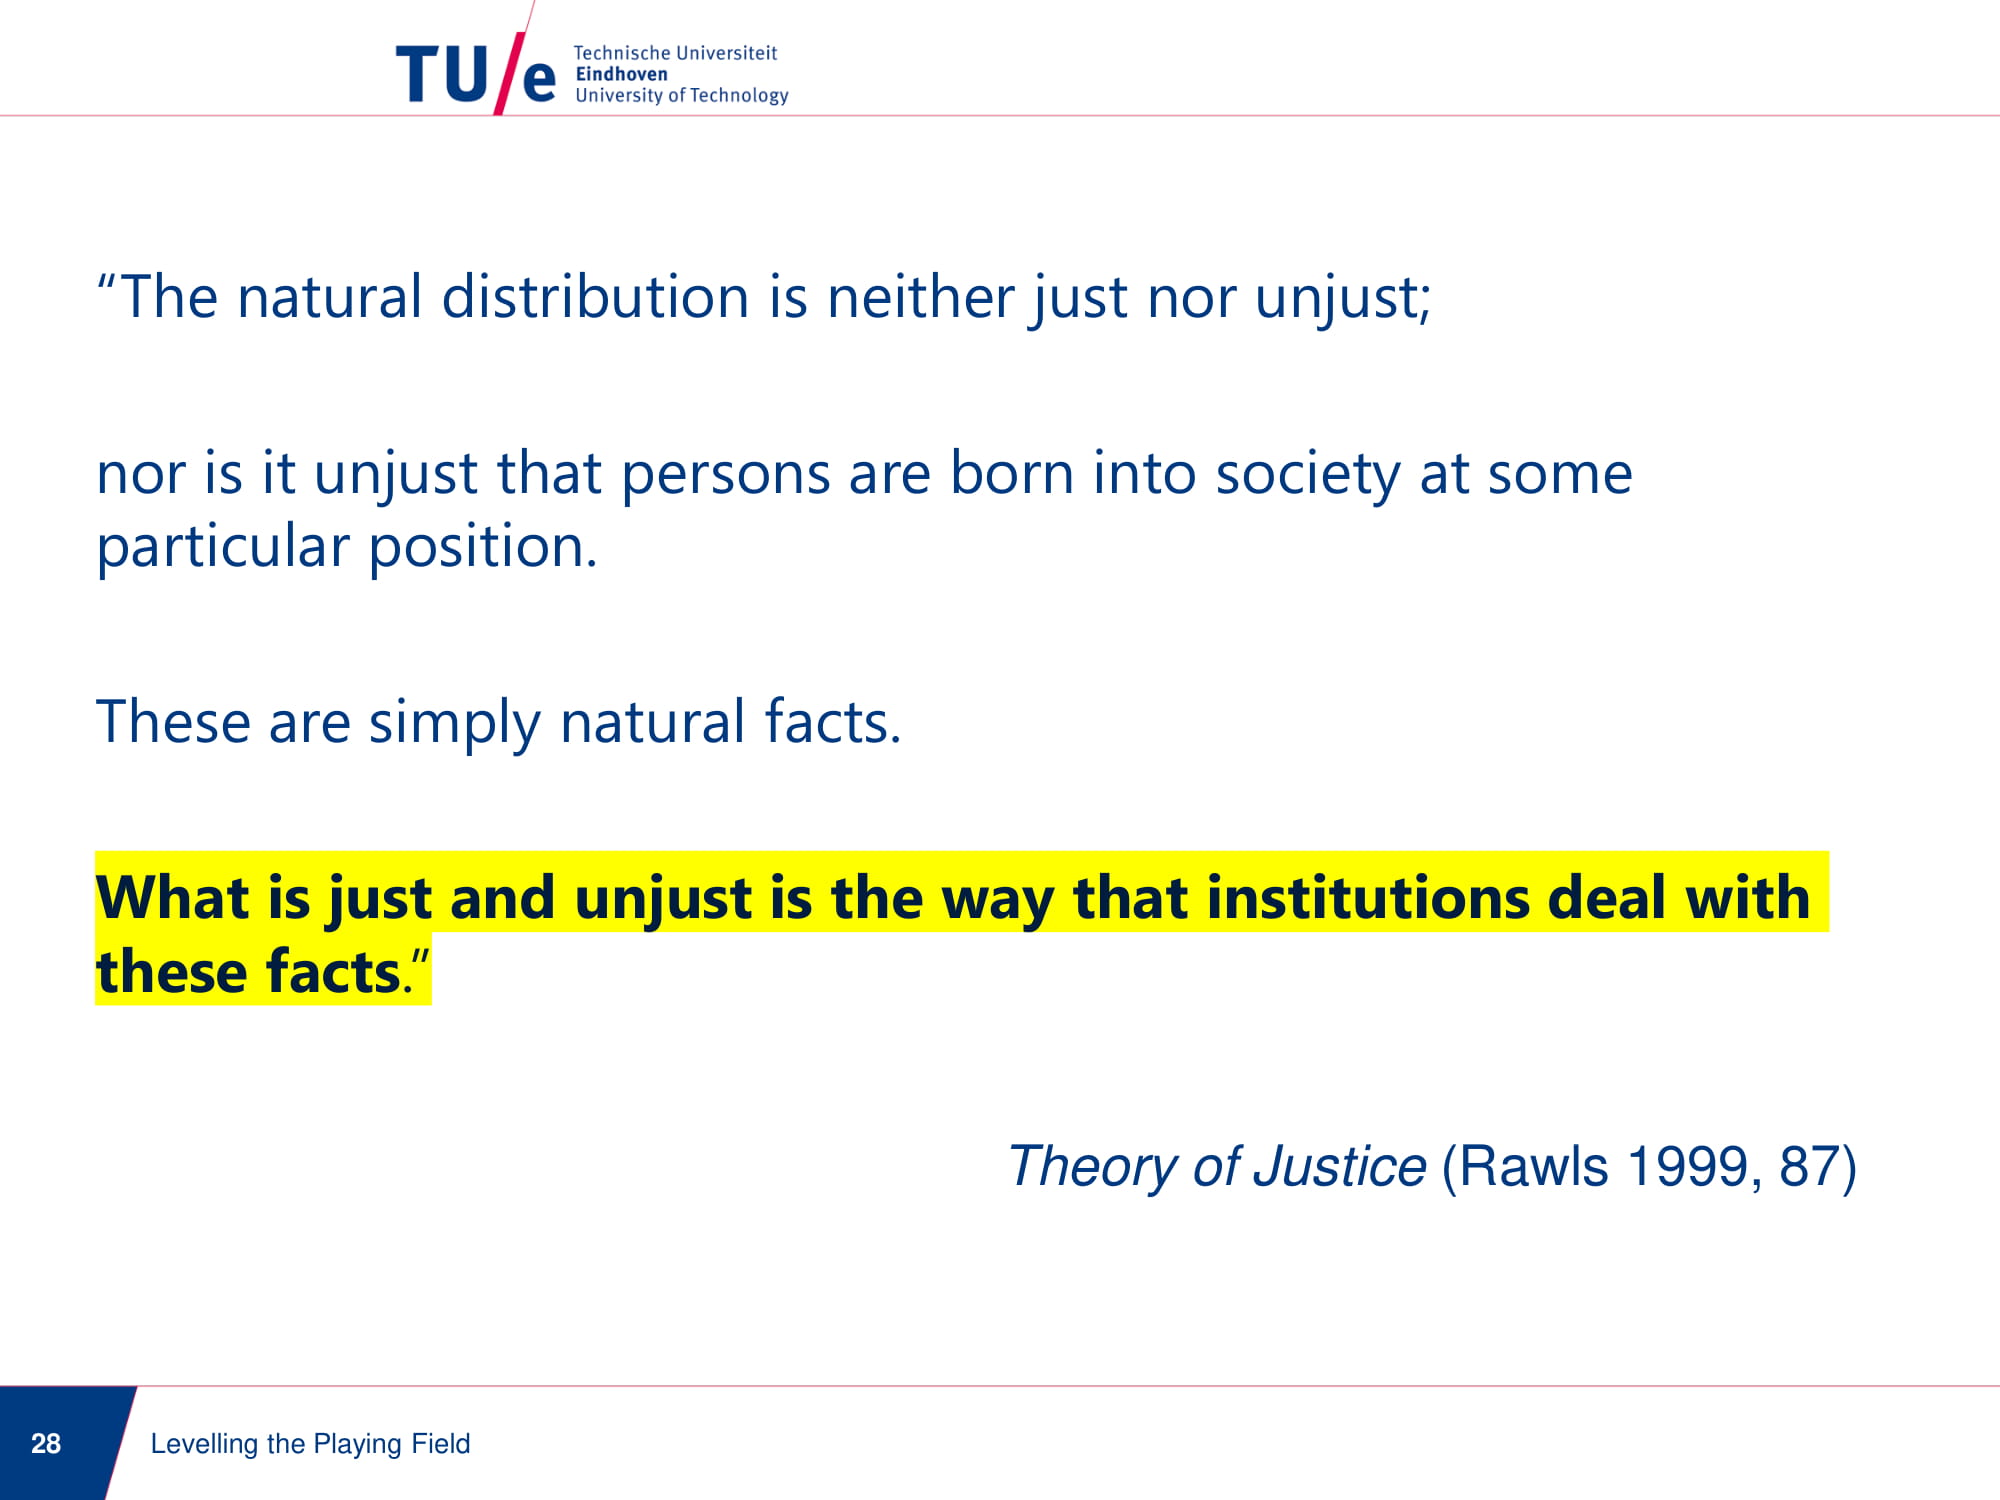 TU/e
Technische Universiteit
Eindhoven
University of Technology
“The natural distribution is neither just nor unjust;
nor is it unjust that persons are born into society at some
particular position.
These are simply natural facts.
What is just and unjust is the way that institutions deal with
these facts.”
Theory of Justice (Rawls 1999, 87)
28
Levelling the Playing Field